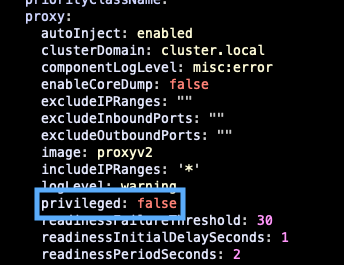 priorityClassName:
proxy:
autoInject: enabled
clusterDomain: cluster.local
componentLogLevel: misc:error
enableCoreDump: false
excludeIPRanges: ""
excludeInboundPorts: ""
excludeOutboundPorts: ""
image: proxyv2
includeIPRanges: '*'
logLevel: warning
privileged: false
readinessFailureThreshold: 30
readinessInitialDelaySeconds: 1
readinessPeriodSeconds: 2